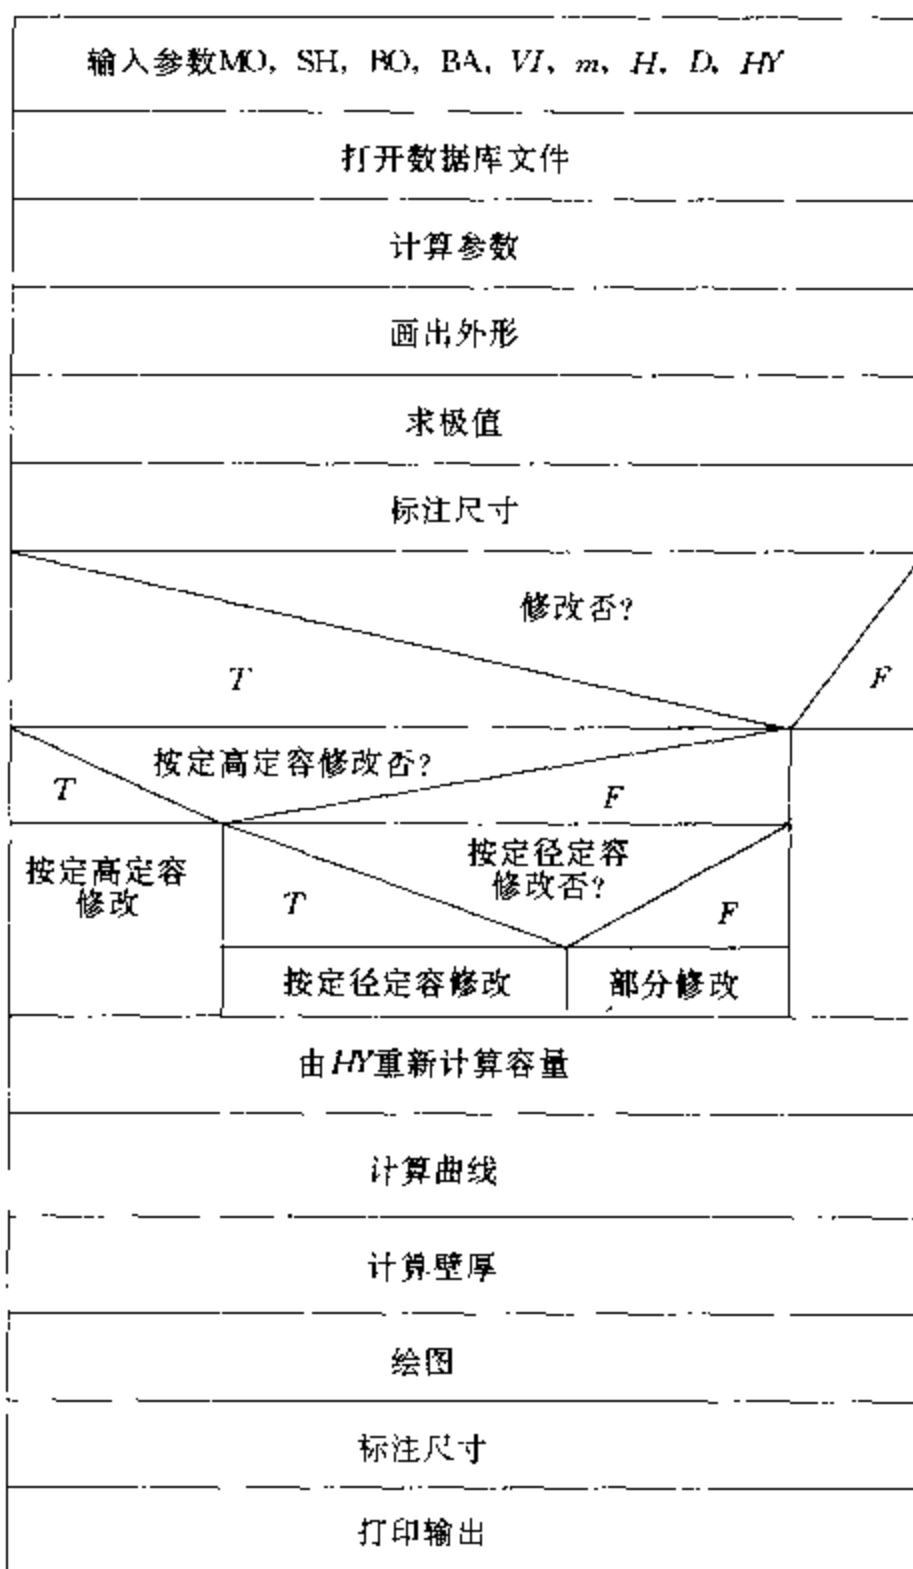 输入参数MO, SH, BO, BA, VI, m, H, D, HY
打开数据库文件
计算参数
画出外形
求极值
标注尺寸
修改否?
T
F
按定高定容修改否?
T
F
按定高定容
修改
按定径定容
修改否?
T
F
按定径定容修改
部分修改
由HY重新计算容量
计算曲线
计算壁厚
绘图
标注尺寸
打印输出